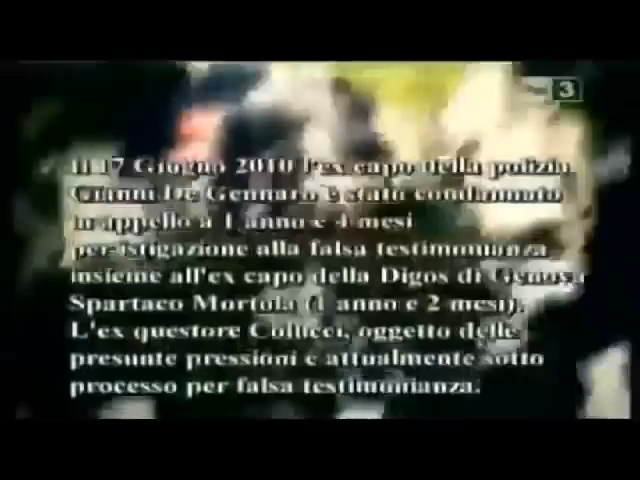 Il 17 Giugno 2010 l'ex capo della polizia
Gianni De Gennaro è stato condannato
in appello a 1 anno e 4 mesi
per istigazione alla falsa testimonianza
insieme all'ex capo della Digos di Genova
Spartaco Mortola (1 anno e 2 mesi).
L'ex questore Colucci, oggetto delle
presunte pressioni è attualmente sotto
processo per falsa testimonianza.
Rai 3